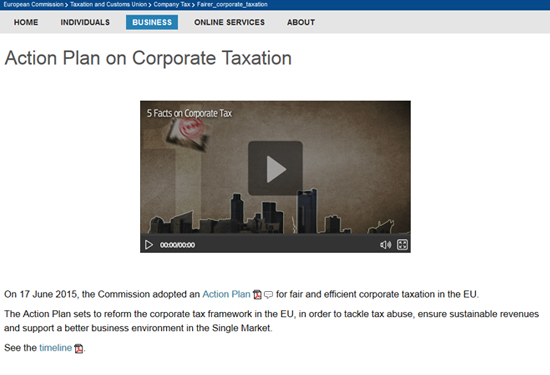 European Commission > Taxation and Customs Union > Company Tax > Fairer_corporate_taxation
HOME INDIVIDUALS BUSINESS ONLINE SERVICES ABOUT
Action Plan on Corporate Taxation
5 Facts on Corporate Tax
00:00/00:00
On 17 June 2015, the Commission adopted an Action Plan for fair and efficient corporate taxation in the EU.
The Action Plan sets to reform the corporate tax framework in the EU, in order to tackle tax abuse, ensure sustainable revenues
and support a better business environment in the Single Market.
See the timeline .